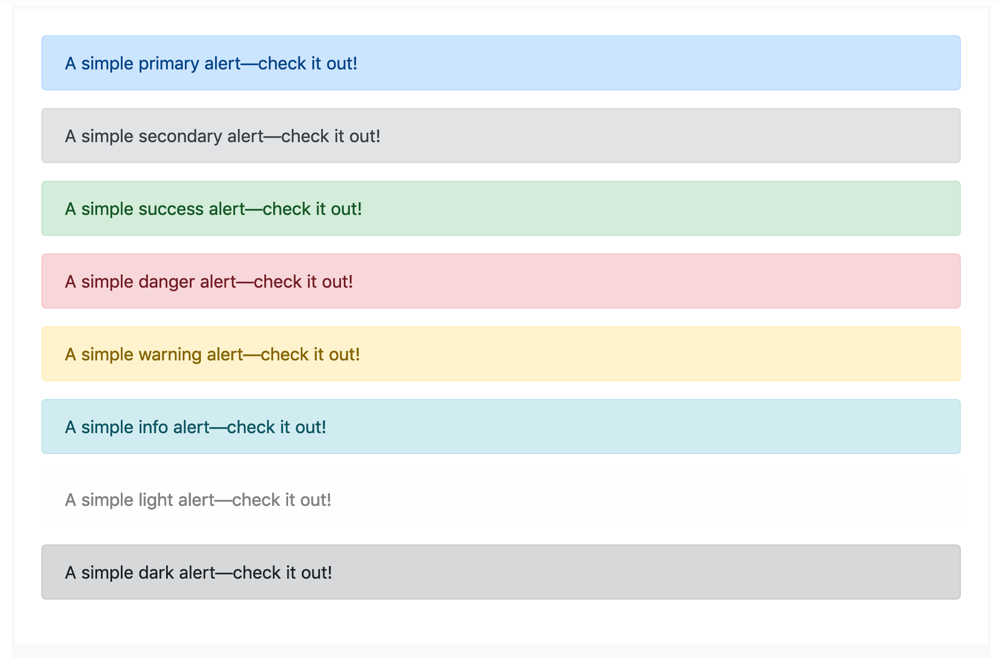 A simple primary alert—check it out!
A simple secondary alert—check it out!
A simple success alert—check it out!
A simple danger alert—check it out!
A simple warning alert—check it out!
A simple info alert—check it out!
A simple light alert—check it out!
A simple dark alert—check it out!